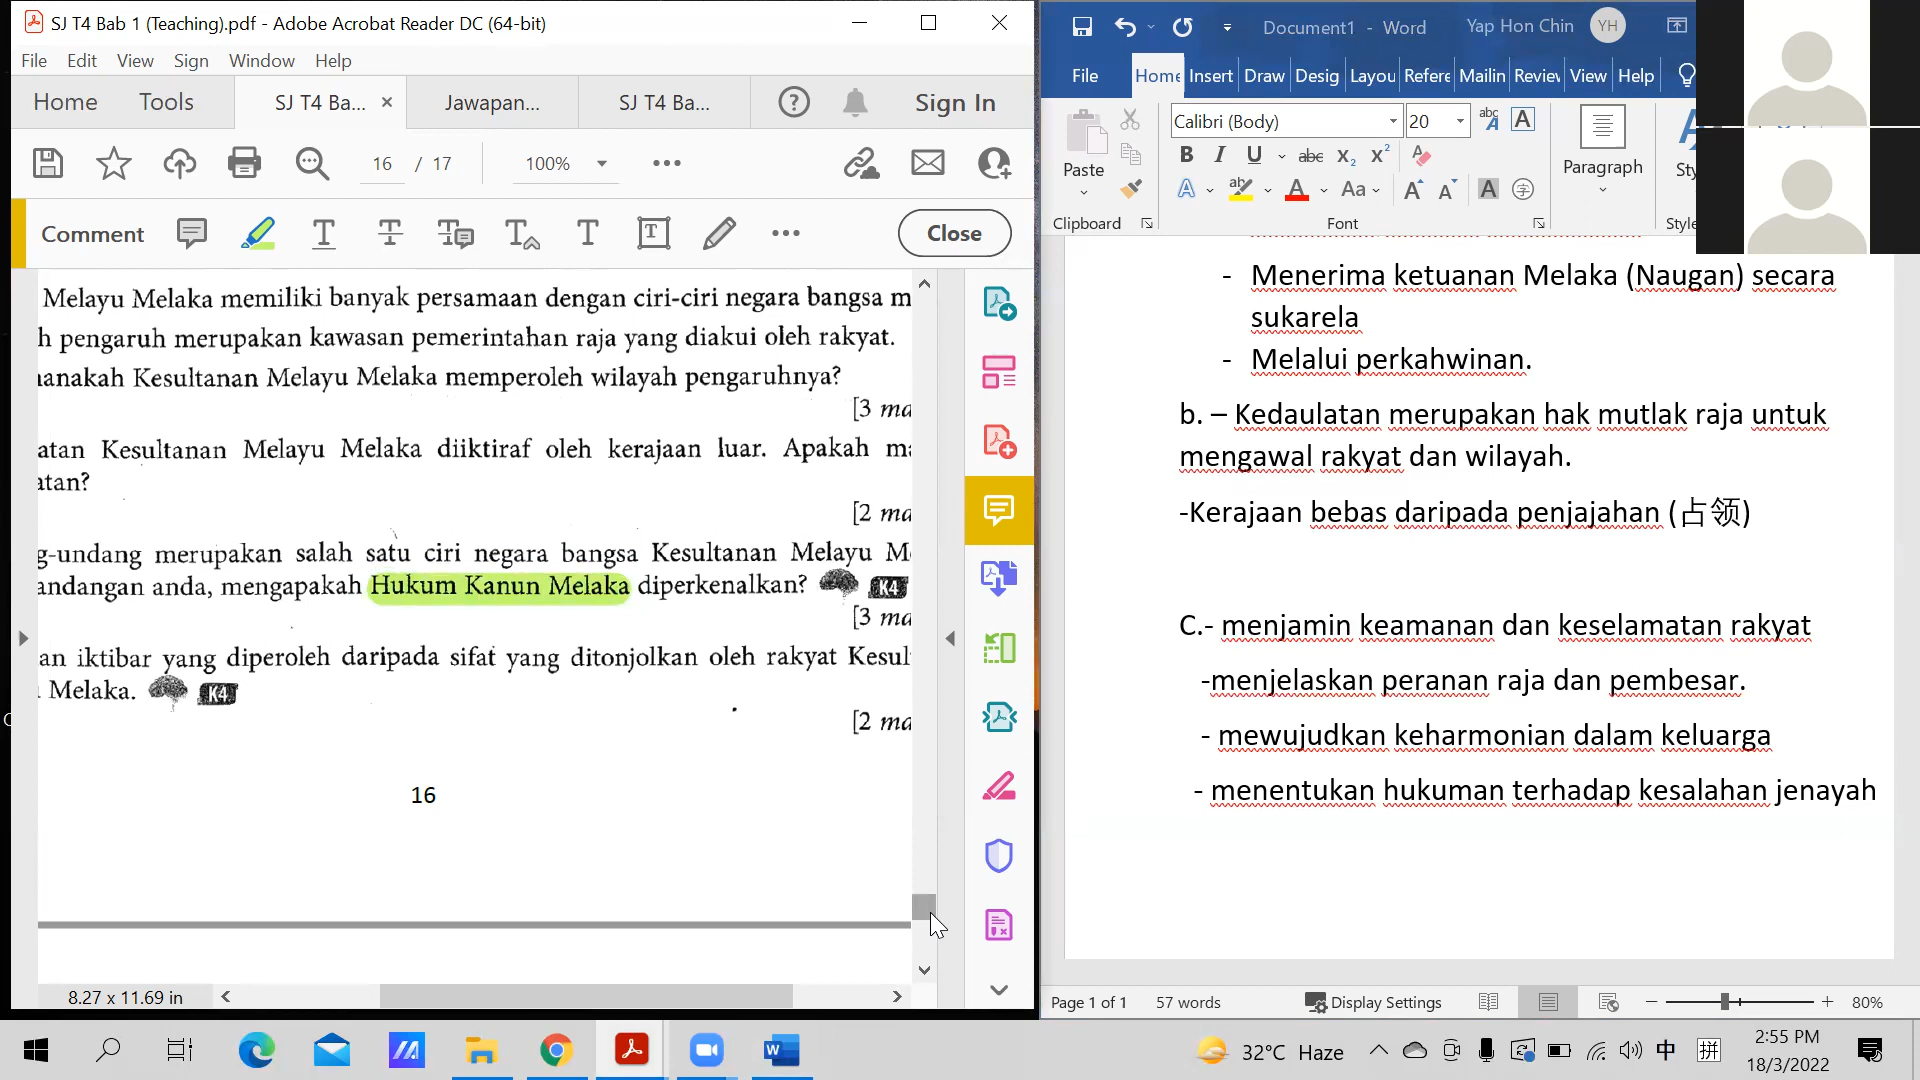 SJ T4 Bab 1 (Teaching).pdf - Adobe Acrobat Reader DC (64-bit)
File Edit View Sign Window Help
Home Tools SJ T4 Ba... × Jawapan... SJ T4 Ba... Sign In
16 / 17 100%
Comment Close
Melayu Melaka memiliki banyak persamaan dengan ciri-ciri negara bangsa m
h pengaruh merupakan kawasan pemerintahan raja yang diakui oleh rakyat.
anakah Kesultanan Melayu Melaka memperoleh wilayah pengaruhnya?
[3 ma
atan Kesultanan Melayu Melaka diiktiraf oleh kerajaan luar. Apakah ma
atan?
[2 ma
g-undang merupakan salah satu ciri negara bangsa Kesultanan Melayu Me
andangan anda, mengapakah Hukum Kanun Melaka diperkenalkan? K4
[3 ma
an iktibar yang diperoleh daripada sifat yang ditonjolkan oleh rakyat Kesul
Melaka. K4
[2 ma
16
8.27 x 11.69 in
Document1 - Word Yap Hon Chin YH
File Home Insert Draw Desig Layou Refere Mailin Review View Help
Paste Calibri (Body) 20 Paragraph
Clipboard Font Style
- Menerima ketuanan Melaka (Naugan) secara
sukarela
- Melalui perkahwinan.
b. – Kedaulatan merupakan hak mutlak raja untuk
mengawal rakyat dan wilayah.
-Kerajaan bebas daripada penjajahan (占领)
C.- menjamin keamanan dan keselamatan rakyat
-menjelaskan peranan raja dan pembesar.
- mewujudkan keharmonian dalam keluarga
- menentukan hukuman terhadap kesalahan jenayah
Page 1 of 1 57 words Display Settings 80%
32°C Haze 中 拼 2:55 PM
18/3/2022